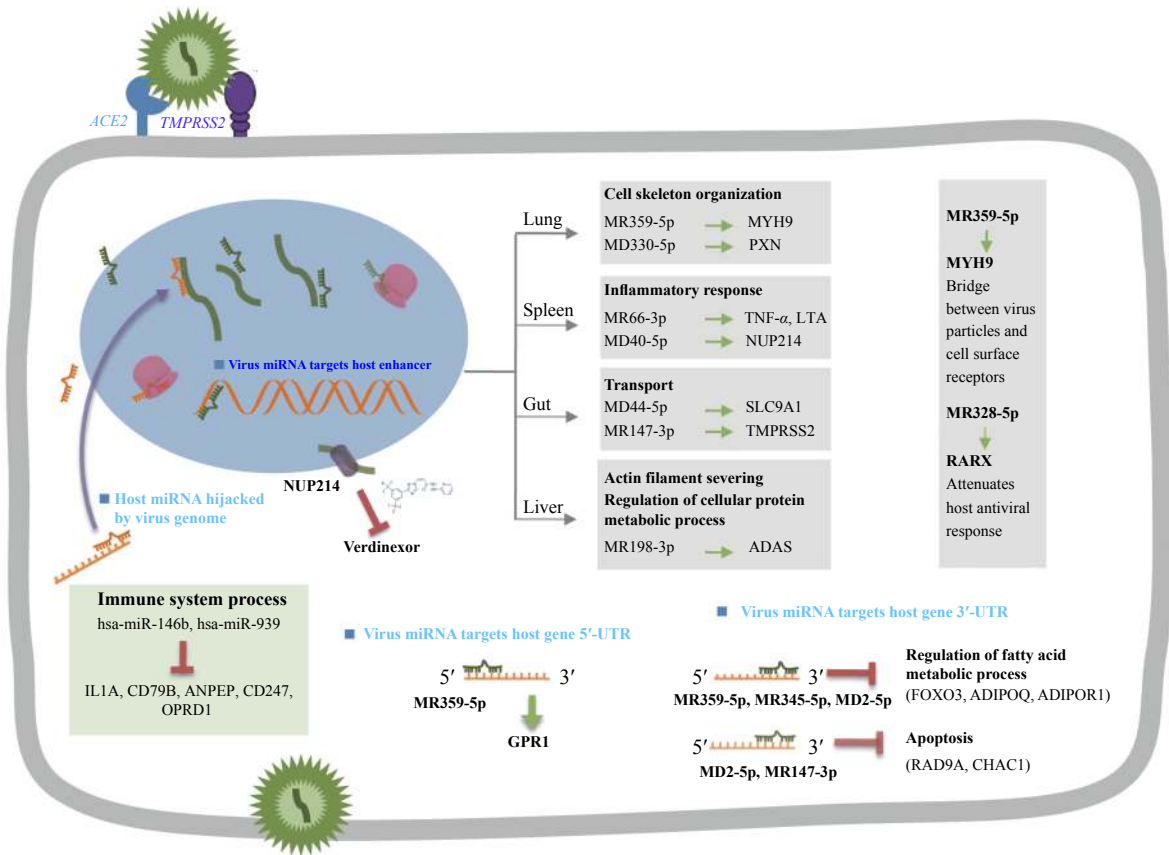 ACE2
TMPRSS2
Virus miRNA targets host enhancer
NUP214
Verdinexor
Host miRNA hijacked
by virus genome
Lung
Cell skeleton organization
MR359-5p MYH9
MD330-5p PXN
Spleen
Inflammatory response
MR66-3p TNF-α, LTA
MD40-5p NUP214
Gut
Transport
MD44-5p SLC9A1
MR147-3p TMPRSS2
Liver
Actin filament severing
Regulation of cellular protein
metabolic process
MR198-3p ADAS
MR359-5p
MYH9
Bridge
between virus
particles and
cell surface
receptors
MR328-5p
RARX
Attenuates
host antiviral
response
Immune system process
hsa-miR-146b, hsa-miR-939
IL1A, CD79B, ANPEP, CD247,
OPRD1
Virus miRNA targets host gene 5′-UTR
5′ 3′
MR359-5p
GPR1
Virus miRNA targets host gene 3′-UTR
5′ 3′
MR359-5p, MR345-5p, MD2-5p
Regulation of fatty acid
metabolic process
(FOXO3, ADIPOQ, ADIPOR1)
5′ 3′
MD2-5p, MR147-3p
Apoptosis
(RAD9A, CHAC1)